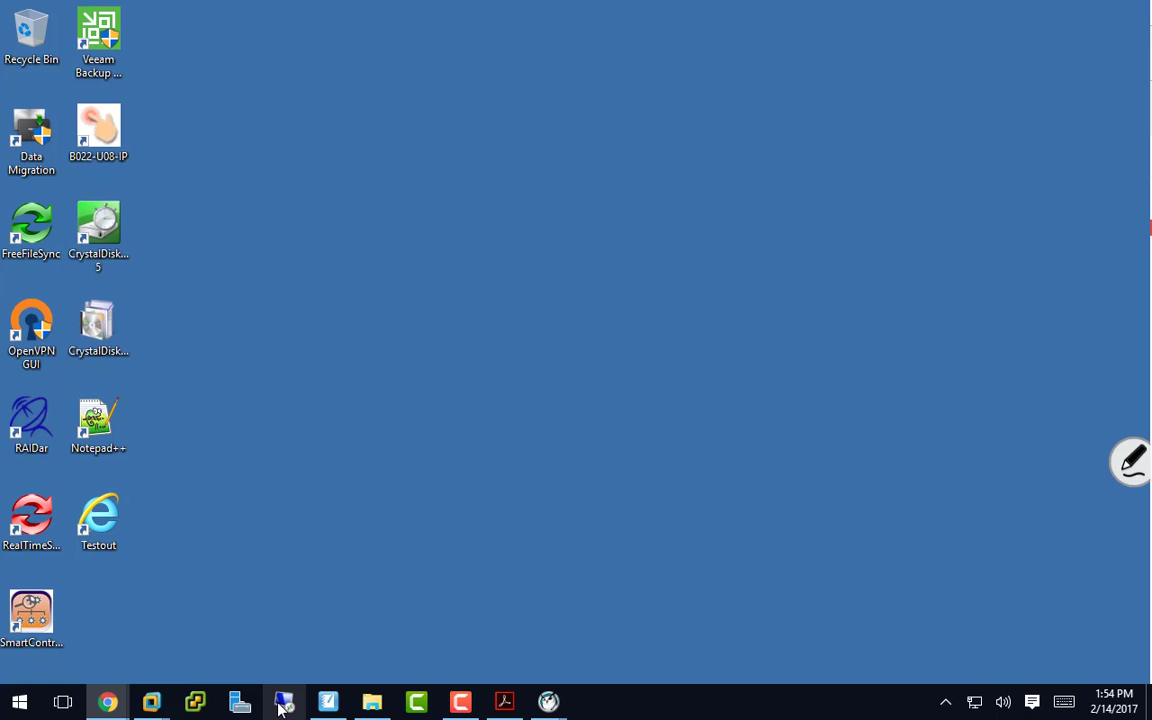 Recycle Bin
Veeam
Backup ...
Data
Migration
B022-U08-IP
FreeFileSync
CrystalDisk...
5
OpenVPN
GUI
CrystalDisk...
RAIDar
Notepad++
RealTimeS...
Testout
SmartContr...
1:54 PM
2/14/2017